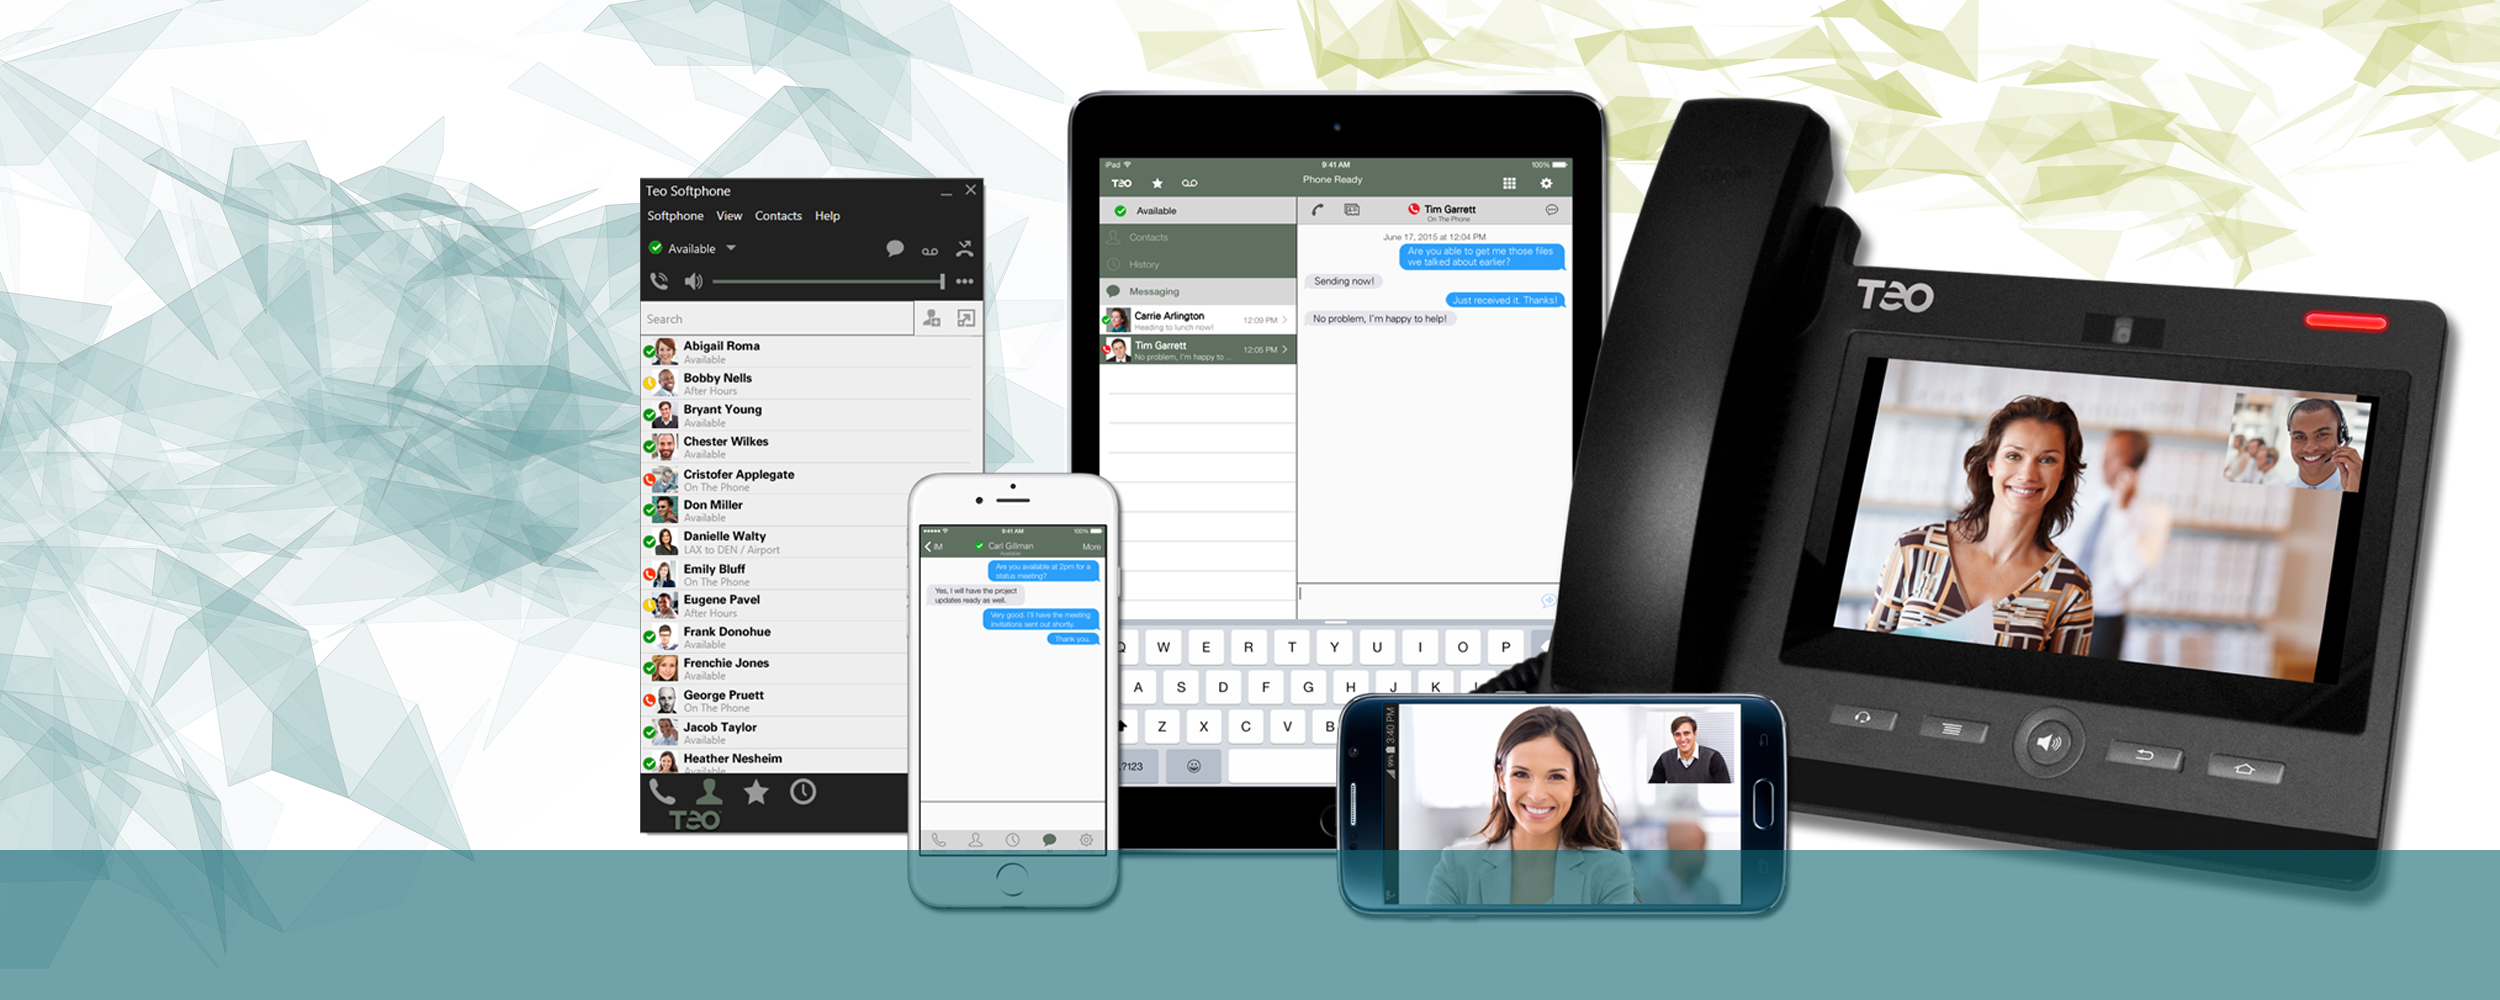 Teo Softphone
Softphone View Contacts Help
Available
Search
Abigail Roma
Available
Bobby Nells
After Hours
Bryant Young
Available
Chester Wilkes
Available
Cristofer Applegate
On The Phone
Don Miller
Available
Danielle Walty
LAX to DEN / Airport
Emily Bluff
On The Phone
Eugene Pavel
After Hours
Frank Donohue
Available
Frenchie Jones
Available
George Pruett
On The Phone
Jacob Taylor
Available
Heather Nesheim
Available
TEO
9:41 AM
100%
IM
Carl Gillman
Available
More
Are you available at 2pm for a
status meeting?
Yes, I will have the project
updates ready as well.
Very good. I'll have the meeting
invitations sent out shortly.
Thank you.
iPad
9:41 AM
100%
TEO
Phone Ready
Available
Contacts
History
Messaging
Carrie Arlington
Heading to lunch now!
12:09 PM
Tim Garrett
No problem, I'm happy to ...
12:05 PM
Tim Garrett
On The Phone
June 17, 2015 at 12:04 PM
Are you able to get me those files
we talked about earlier?
Sending now!
Just received it. Thanks!
No problem, I'm happy to help!
Q W E R T Y U I O P
A S D F G H J K L
Z X C V B
.?123
99% 3:40 PM
TEO